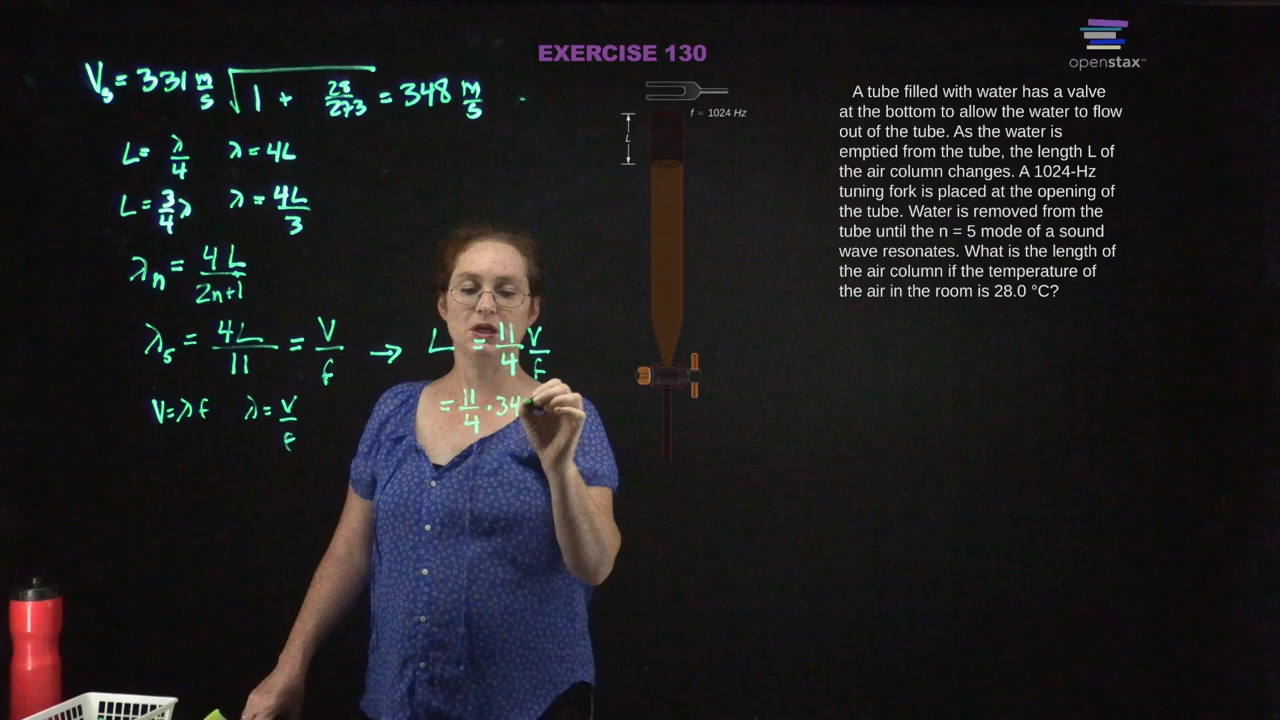 EXERCISE 130
openstax™
V_s = 331 m/s √(1 + 28/273) = 348 m/s
L = λ/4 λ = 4L
L = 3/4 λ λ = 4L/3
λ_n = 4L/(2n+1)
λ_5 = 4L/11 = V/f → L = 11/4 V/f
V = λf λ = V/f
= 11/4 · 34
f = 1024 Hz
L
A tube filled with water has a valve
at the bottom to allow the water to flow
out of the tube. As the water is
emptied from the tube, the length L of
the air column changes. A 1024-Hz
tuning fork is placed at the opening of
the tube. Water is removed from the
tube until the n = 5 mode of a sound
wave resonates. What is the length of
the air column if the temperature of
the air in the room is 28.0 °C?